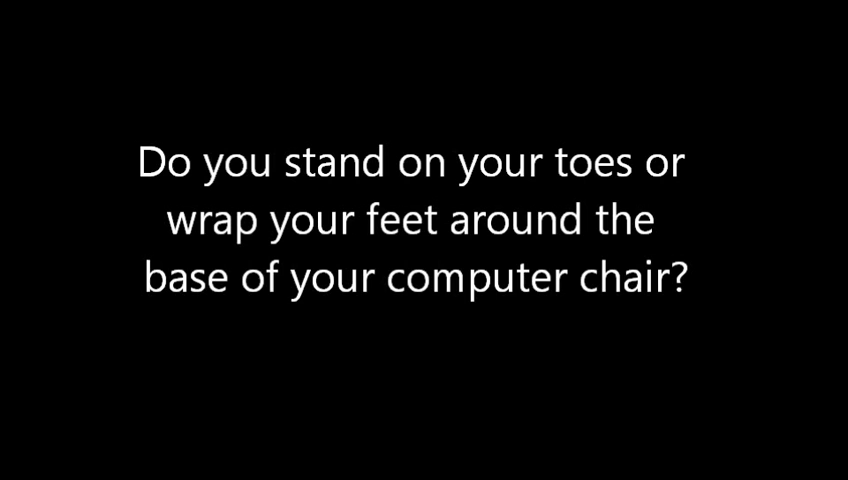 Do you stand on your toes or
wrap your feet around the
base of your computer chair?